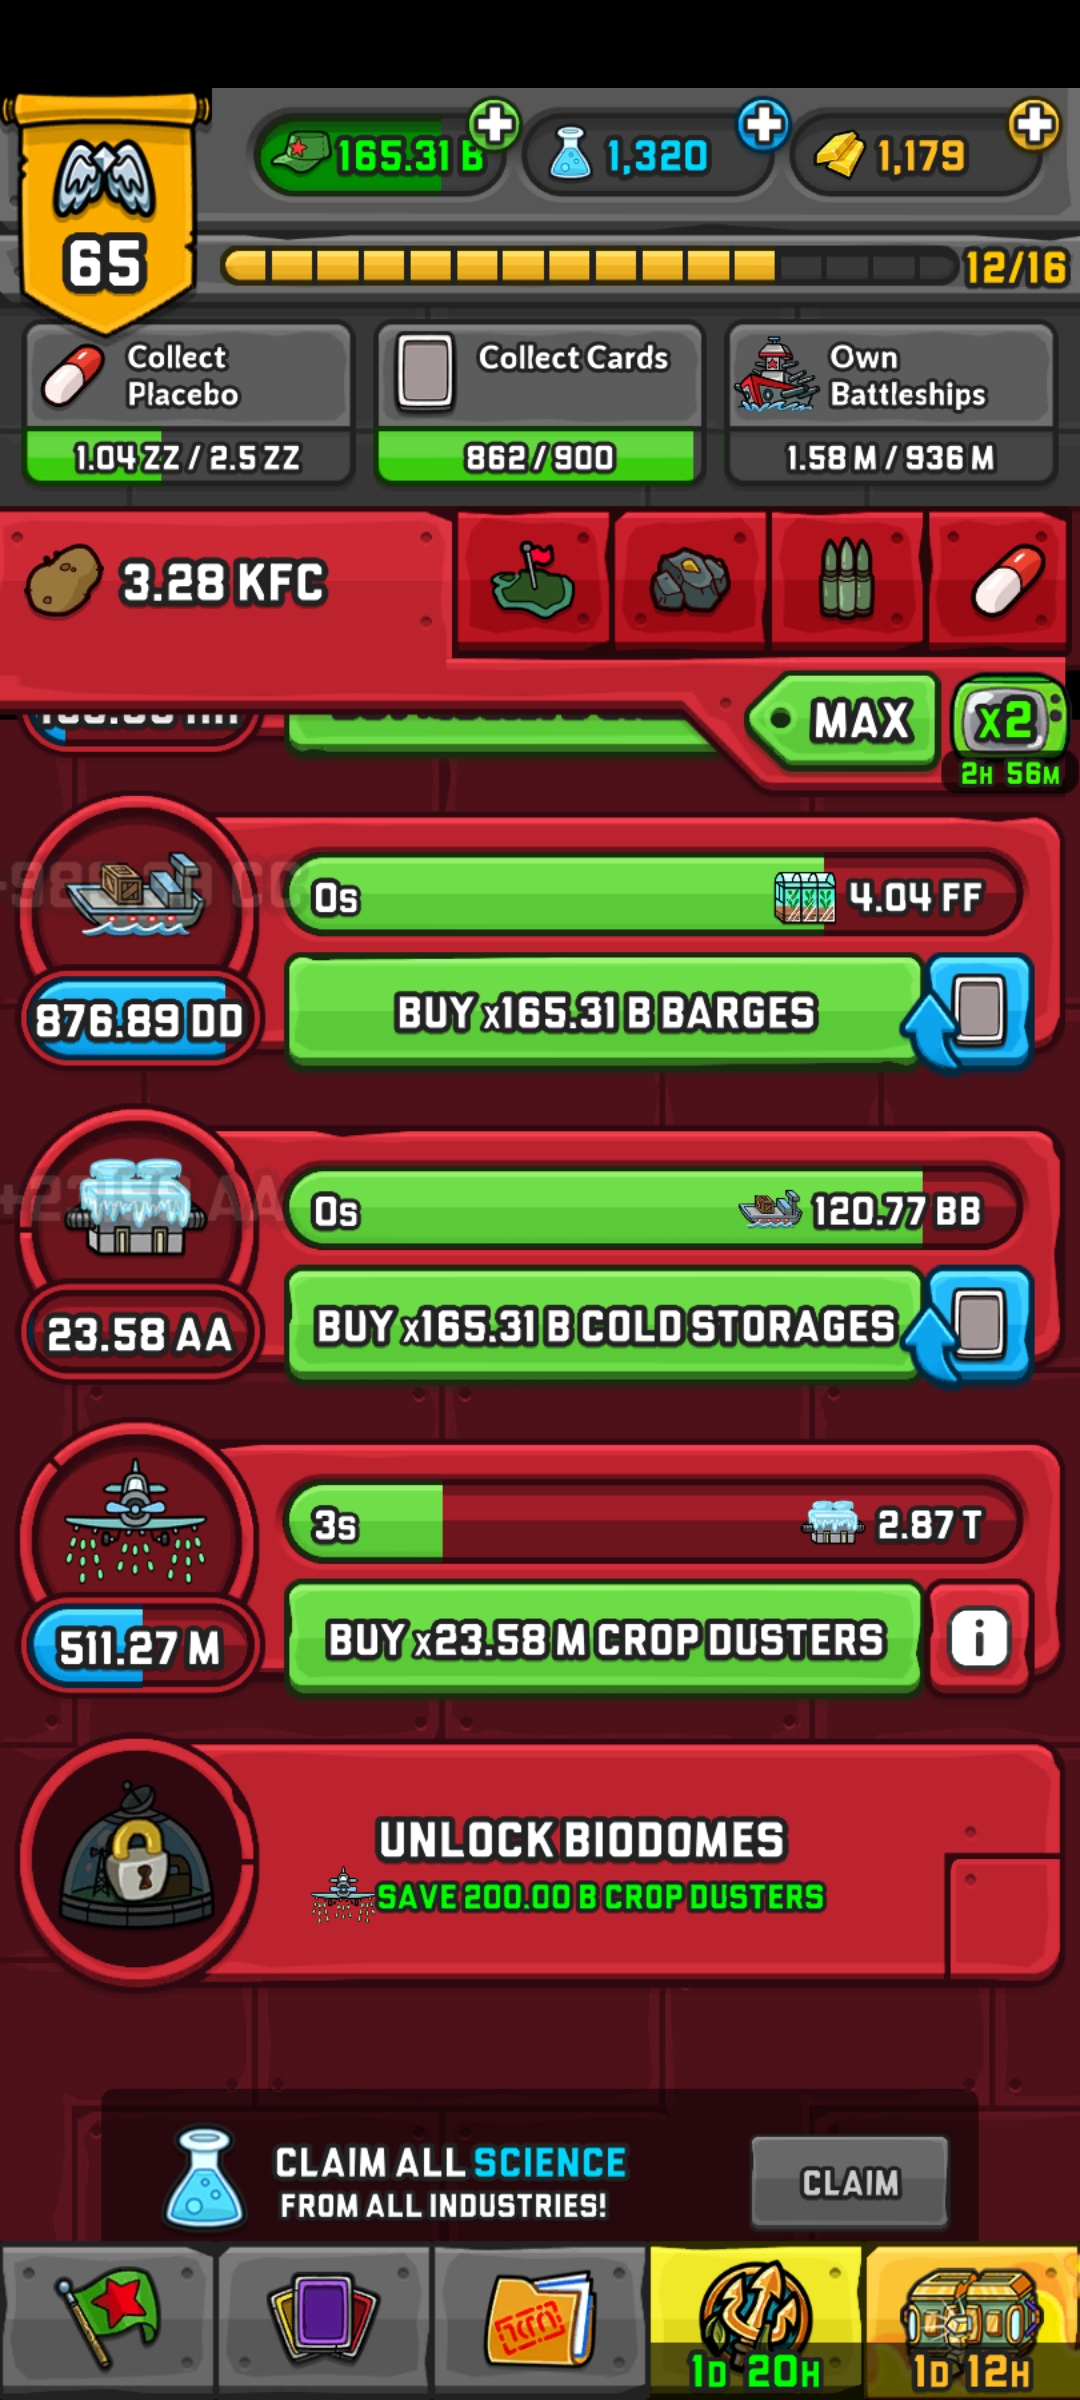 165.31 B
1,320
1,179
65
12/16
Collect
Placebo
1.04 ZZ / 2.5 ZZ
Collect Cards
862/900
Own
Battleships
1.58 M / 936 M
3.28 KFC
MAX
x2
2H 56M
0s
4.04 FF
876.89 DD
BUY x165.31 B BARGES
0s
120.77 BB
23.58 AA
BUY x165.31 B COLD STORAGES
3s
2.87 T
511.27 M
BUY x23.58 M CROP DUSTERS
i
UNLOCK BIODOMES
SAVE 200.00 B CROP DUSTERS
CLAIM ALL SCIENCE
FROM ALL INDUSTRIES!
CLAIM
1D 20H
1D 12H